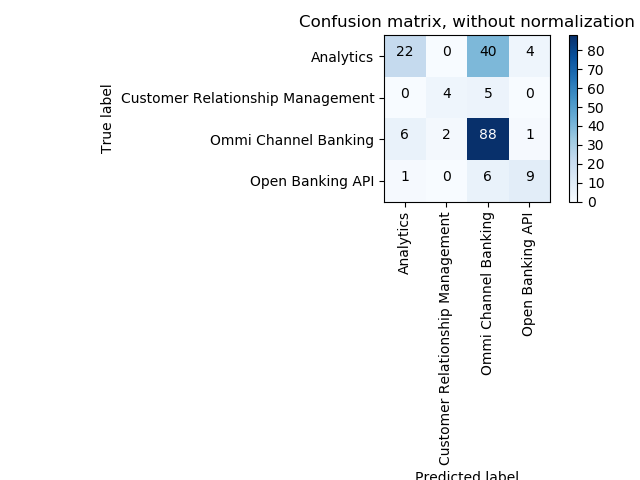 Confusion matrix, without normalization
True label
Analytics 22 0 40 4
Customer Relationship Management 0 4 5 0
Ommi Channel Banking 6 2 88 1
Open Banking API 1 0 6 9
Analytics
Customer Relationship Management
Ommi Channel Banking
Open Banking API
Predicted label
80
70
60
50
40
30
20
10
0